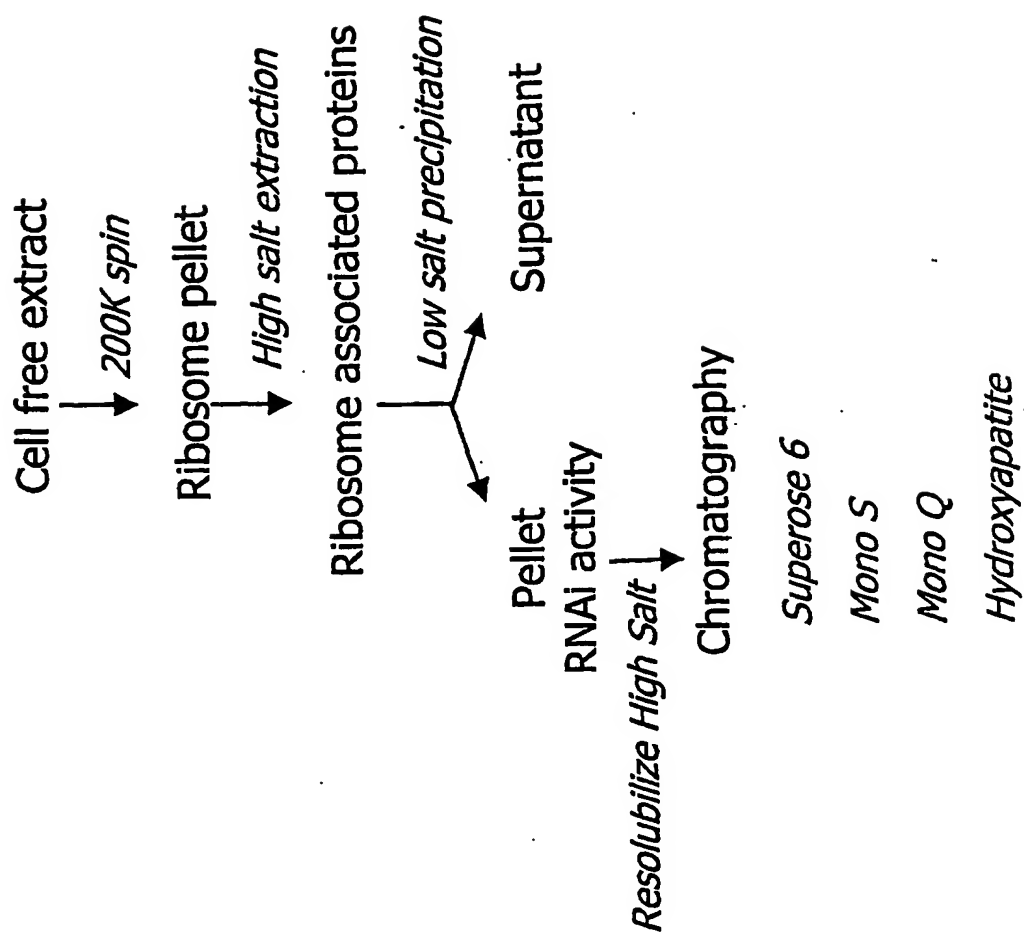 Cell free extract
200K spin
Ribosome pellet
High salt extraction
Ribosome associated proteins
Low salt precipitation
Pellet
RNAi activity
Supernatant
Resolubilize High Salt
Chromatography
Superose 6
Mono S
Mono Q
Hydroxyapatite